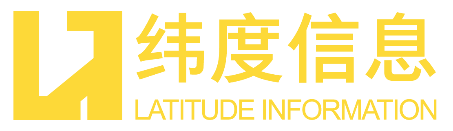 纬度信息
LATITUDE INFORMATION